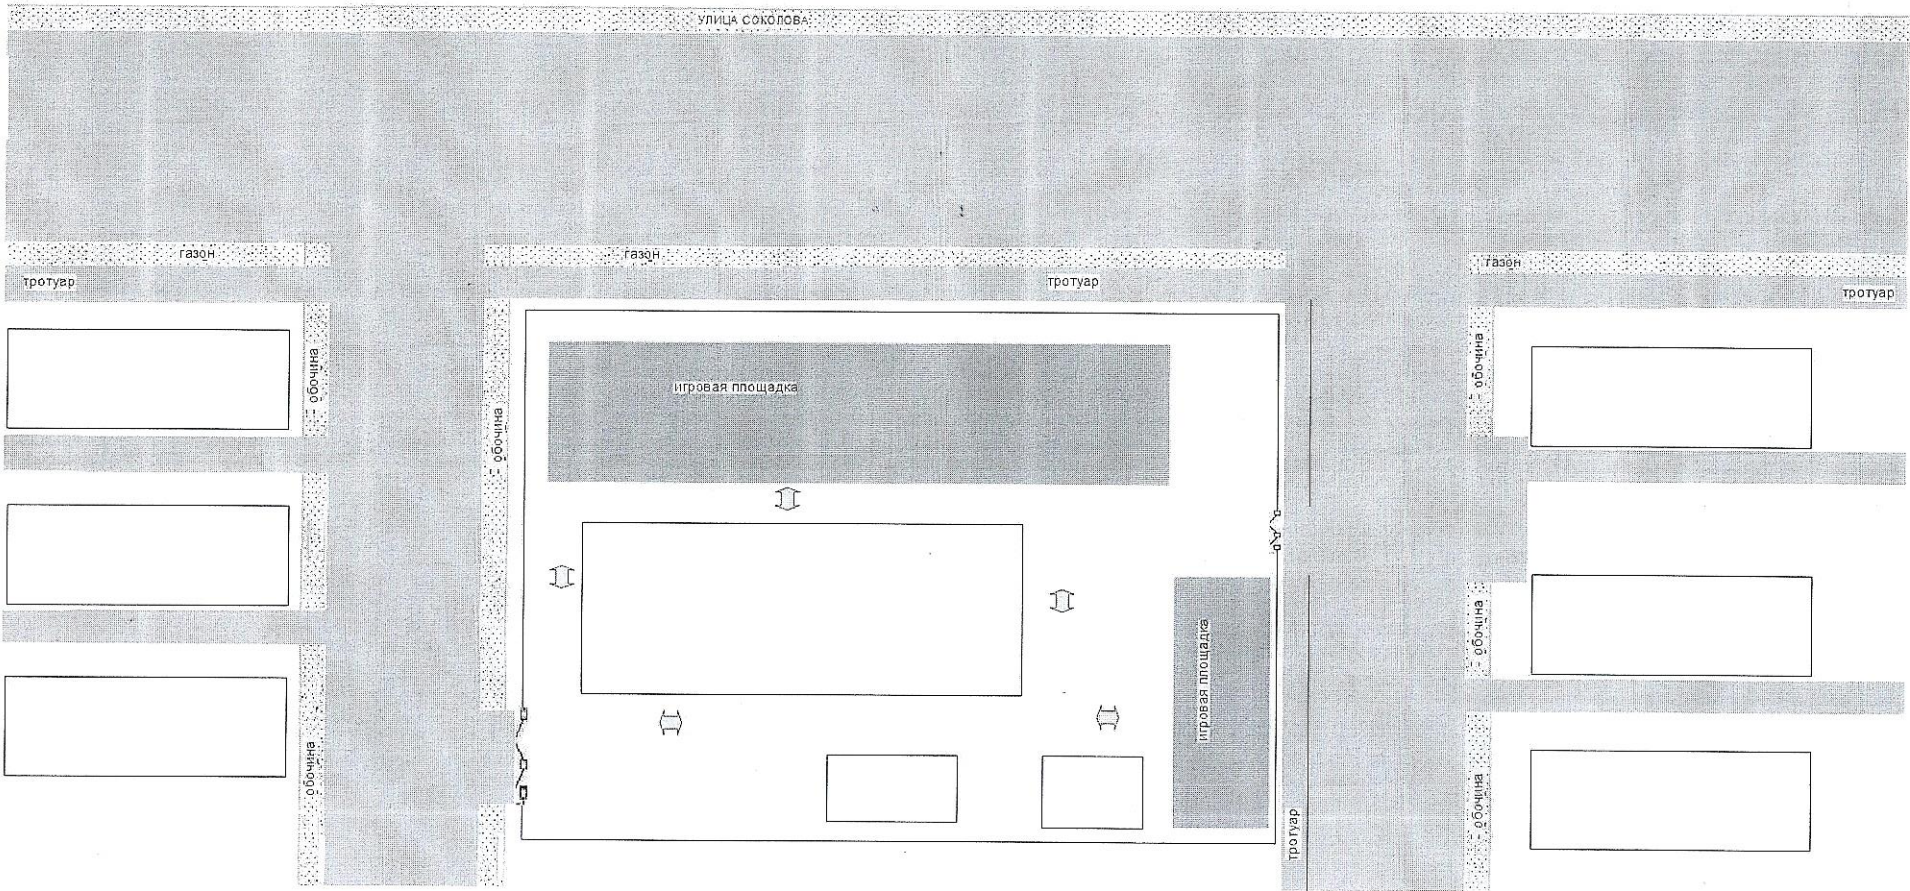 УЛИЦА СОКОЛОВА
газон
газон
газон
тротуар
тротуар
тротуар
обочина
обочина
обочина
игровая площадка
обочина
обочина
игровая площадка
обочина
тротуар